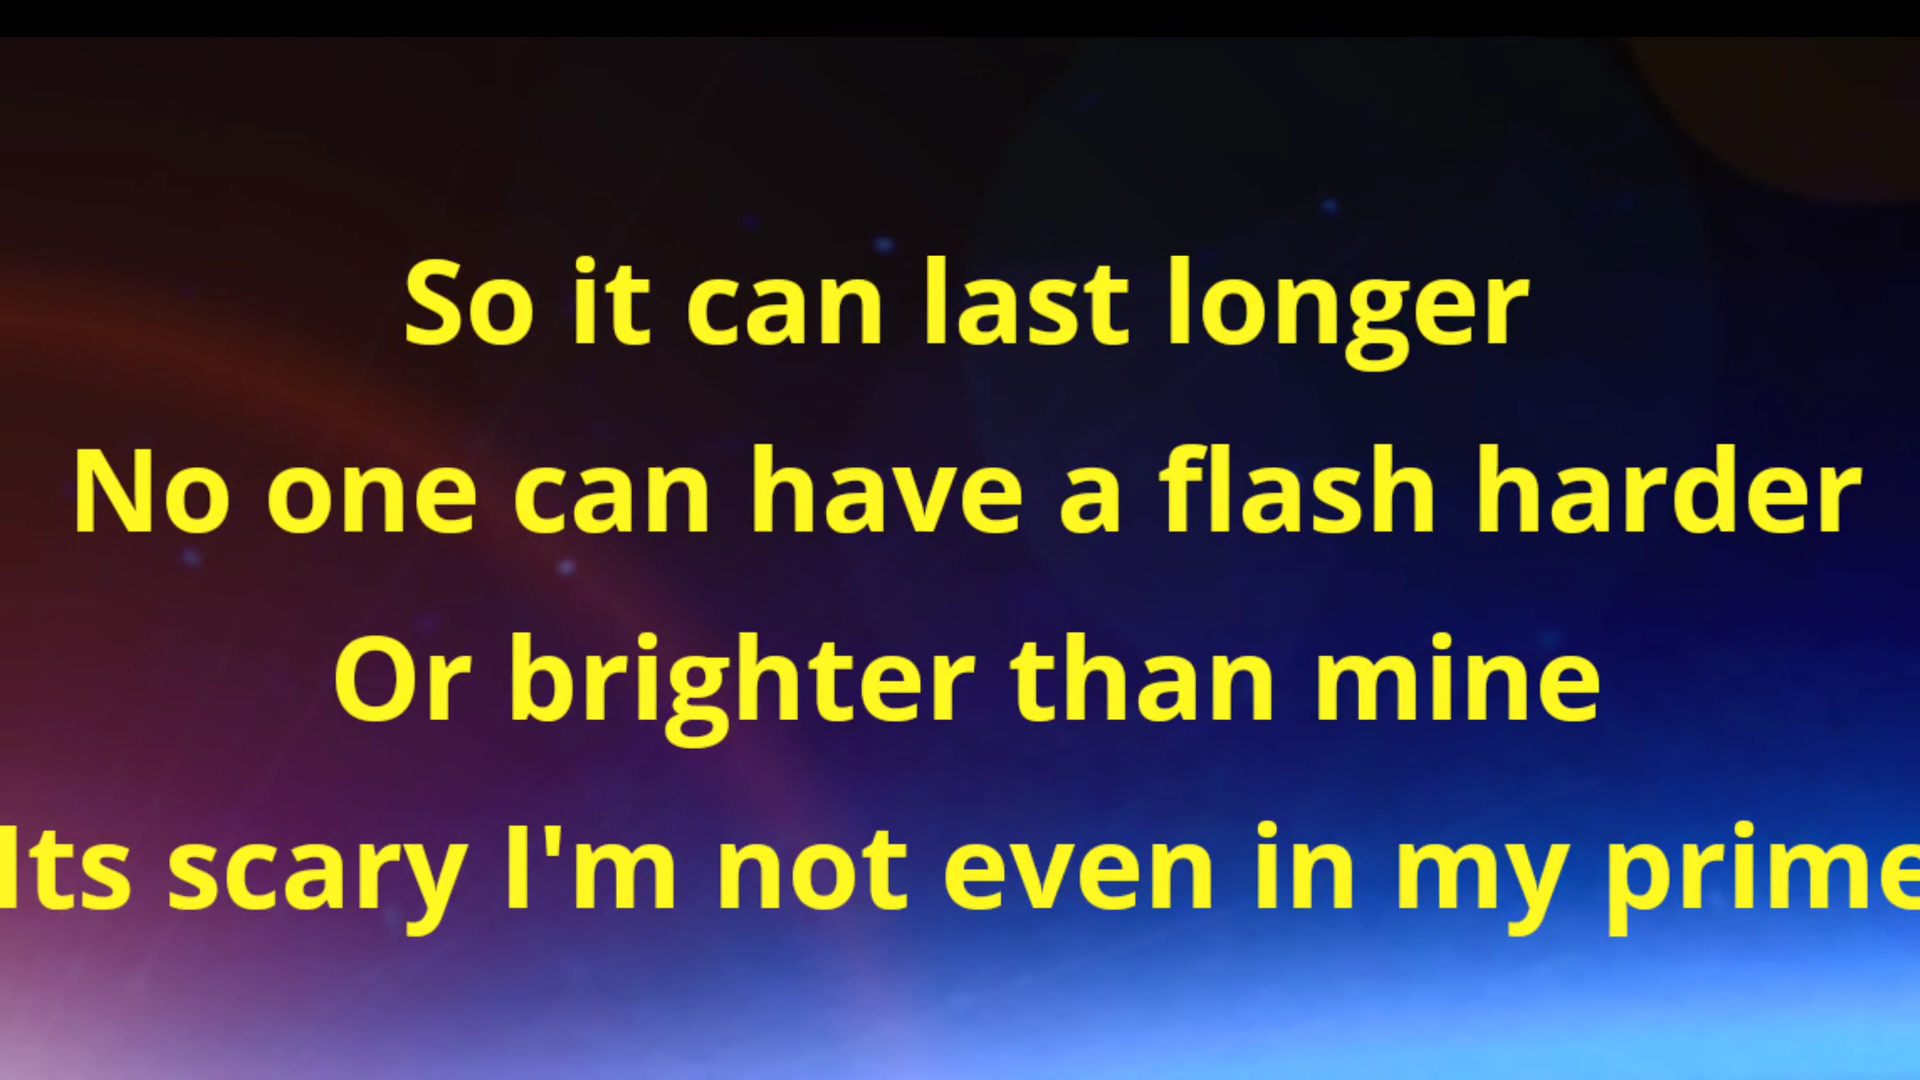 So it can last longer
No one can have a flash harder
Or brighter than mine
Its scary I'm not even in my prime